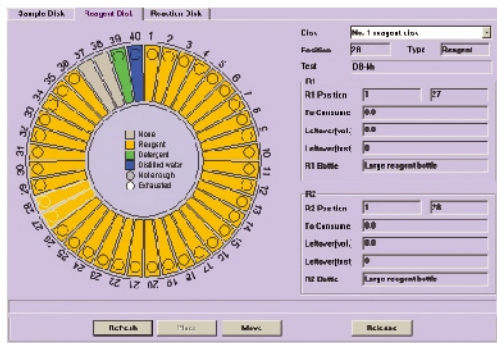 Sample Disk Reagent Disk Reaction Disk
Disk No. 1 reagent disk
Position 28 Type Reagent
Test
R1
R1 Position 1 27
To Consume 0.0
Leftover(vol.) 0.0
Leftover(test) 0
R1 Bottle Large reagent bottle
R2
R2 Position 1 28
To Consume 0.0
Leftover(vol.) 0.0
Leftover(test) 0
R2 Bottle Large reagent bottle
None
Reagent
Detergent
Distilled water
Not enough
Exhausted
1 2 3 4 5 6 7 8 9 10 11 12 13 14 15 16 17 18 19 20 21 22 23 24 25 26 27 28 29 30 31 32 33 34 35 36 37 38 39 40
Refresh Move Release